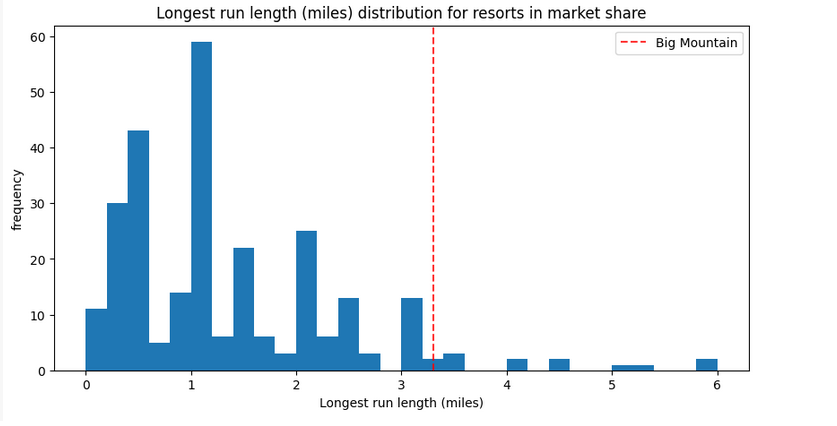 Longest run length (miles) distribution for resorts in market share
Big Mountain
60
50
40
30
20
10
0
frequency
0 1 2 3 4 5 6
Longest run length (miles)